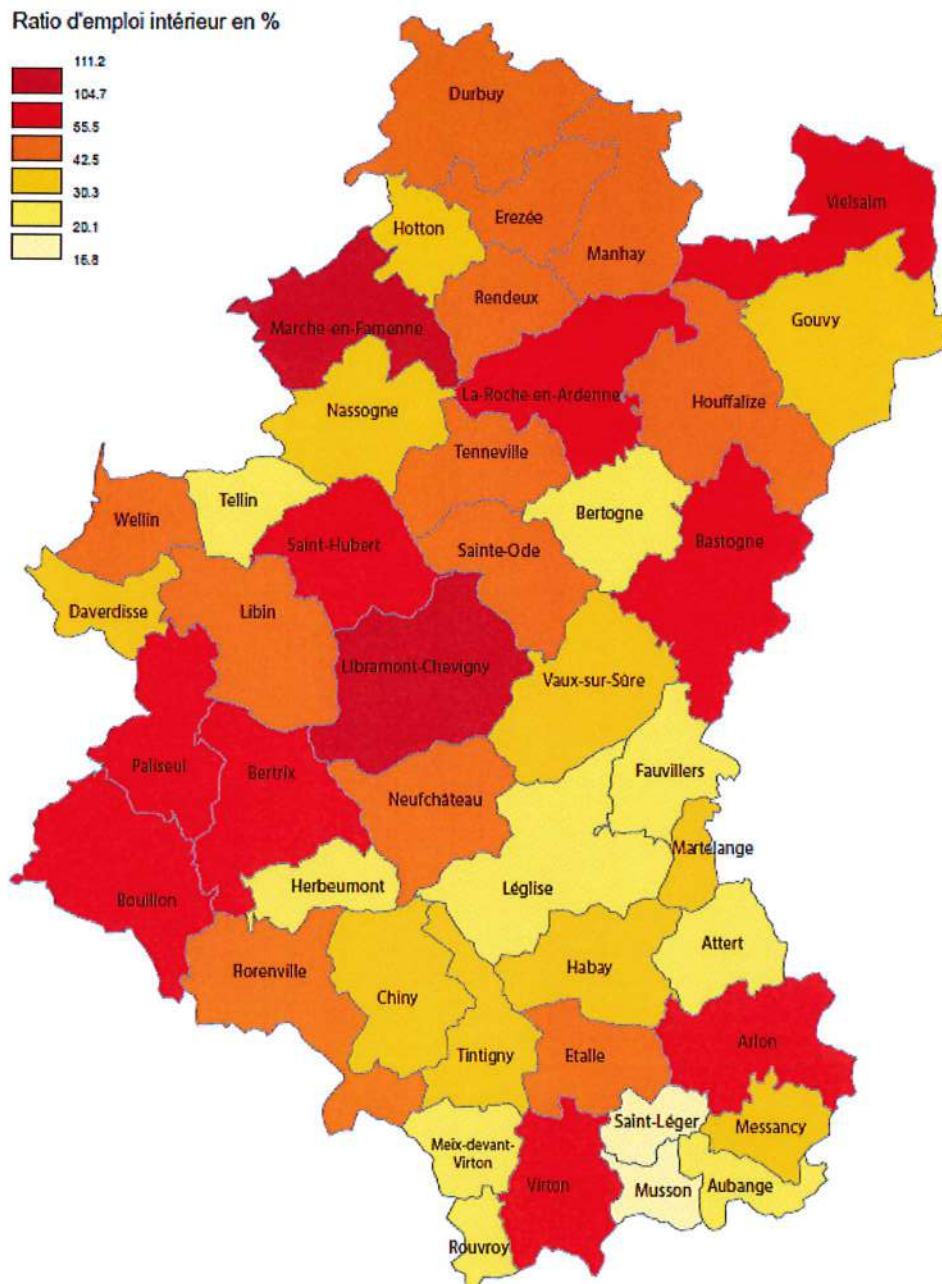 Ratio d'emploi intérieur en %
111.2
104.7
55.5
42.5
30.3
20.1
16.8
Durbuy
Vielsalm
Erezée
Hotton
Manhay
Rendeux
Gouvy
Marche-en-Famenne
La-Roche-en-Ardenne
Houffalize
Nassogne
Tenneville
Tellin
Bertogne
Wellin
Saint-Hubert
Sainte-Ode
Bastogne
Daverdisse
Libin
Libramont-Chevigny
Vaux-sur-Sûre
Paliseul
Bertrix
Fauvillers
Neufchâteau
Martelange
Herbeumont
Léglise
Bouillon
Attert
Florenville
Habay
Chiny
Arlon
Tintigny
Etalle
Saint-Léger
Messancy
Meix-devant-
Virton
Virton
Musson
Aubange
Rouvroy